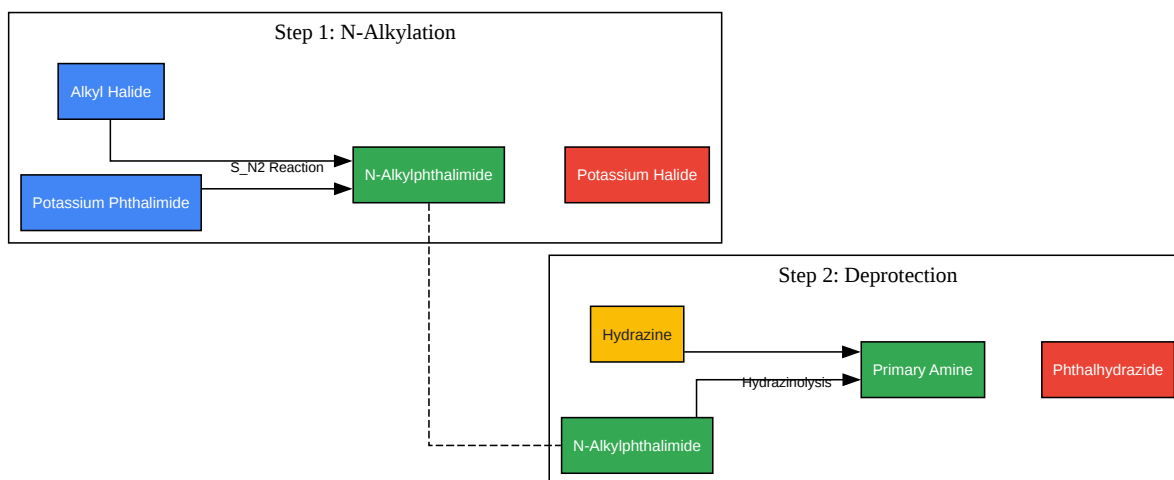 Step 1: N-Alkylation
Alkyl Halide
S_N2 Reaction
N-Alkylphthalimide
Potassium Halide
Potassium Phthalimide
Step 2: Deprotection
Hydrazine
Primary Amine
Phthalhydrazide
Hydrazinolysis
N-Alkylphthalimide